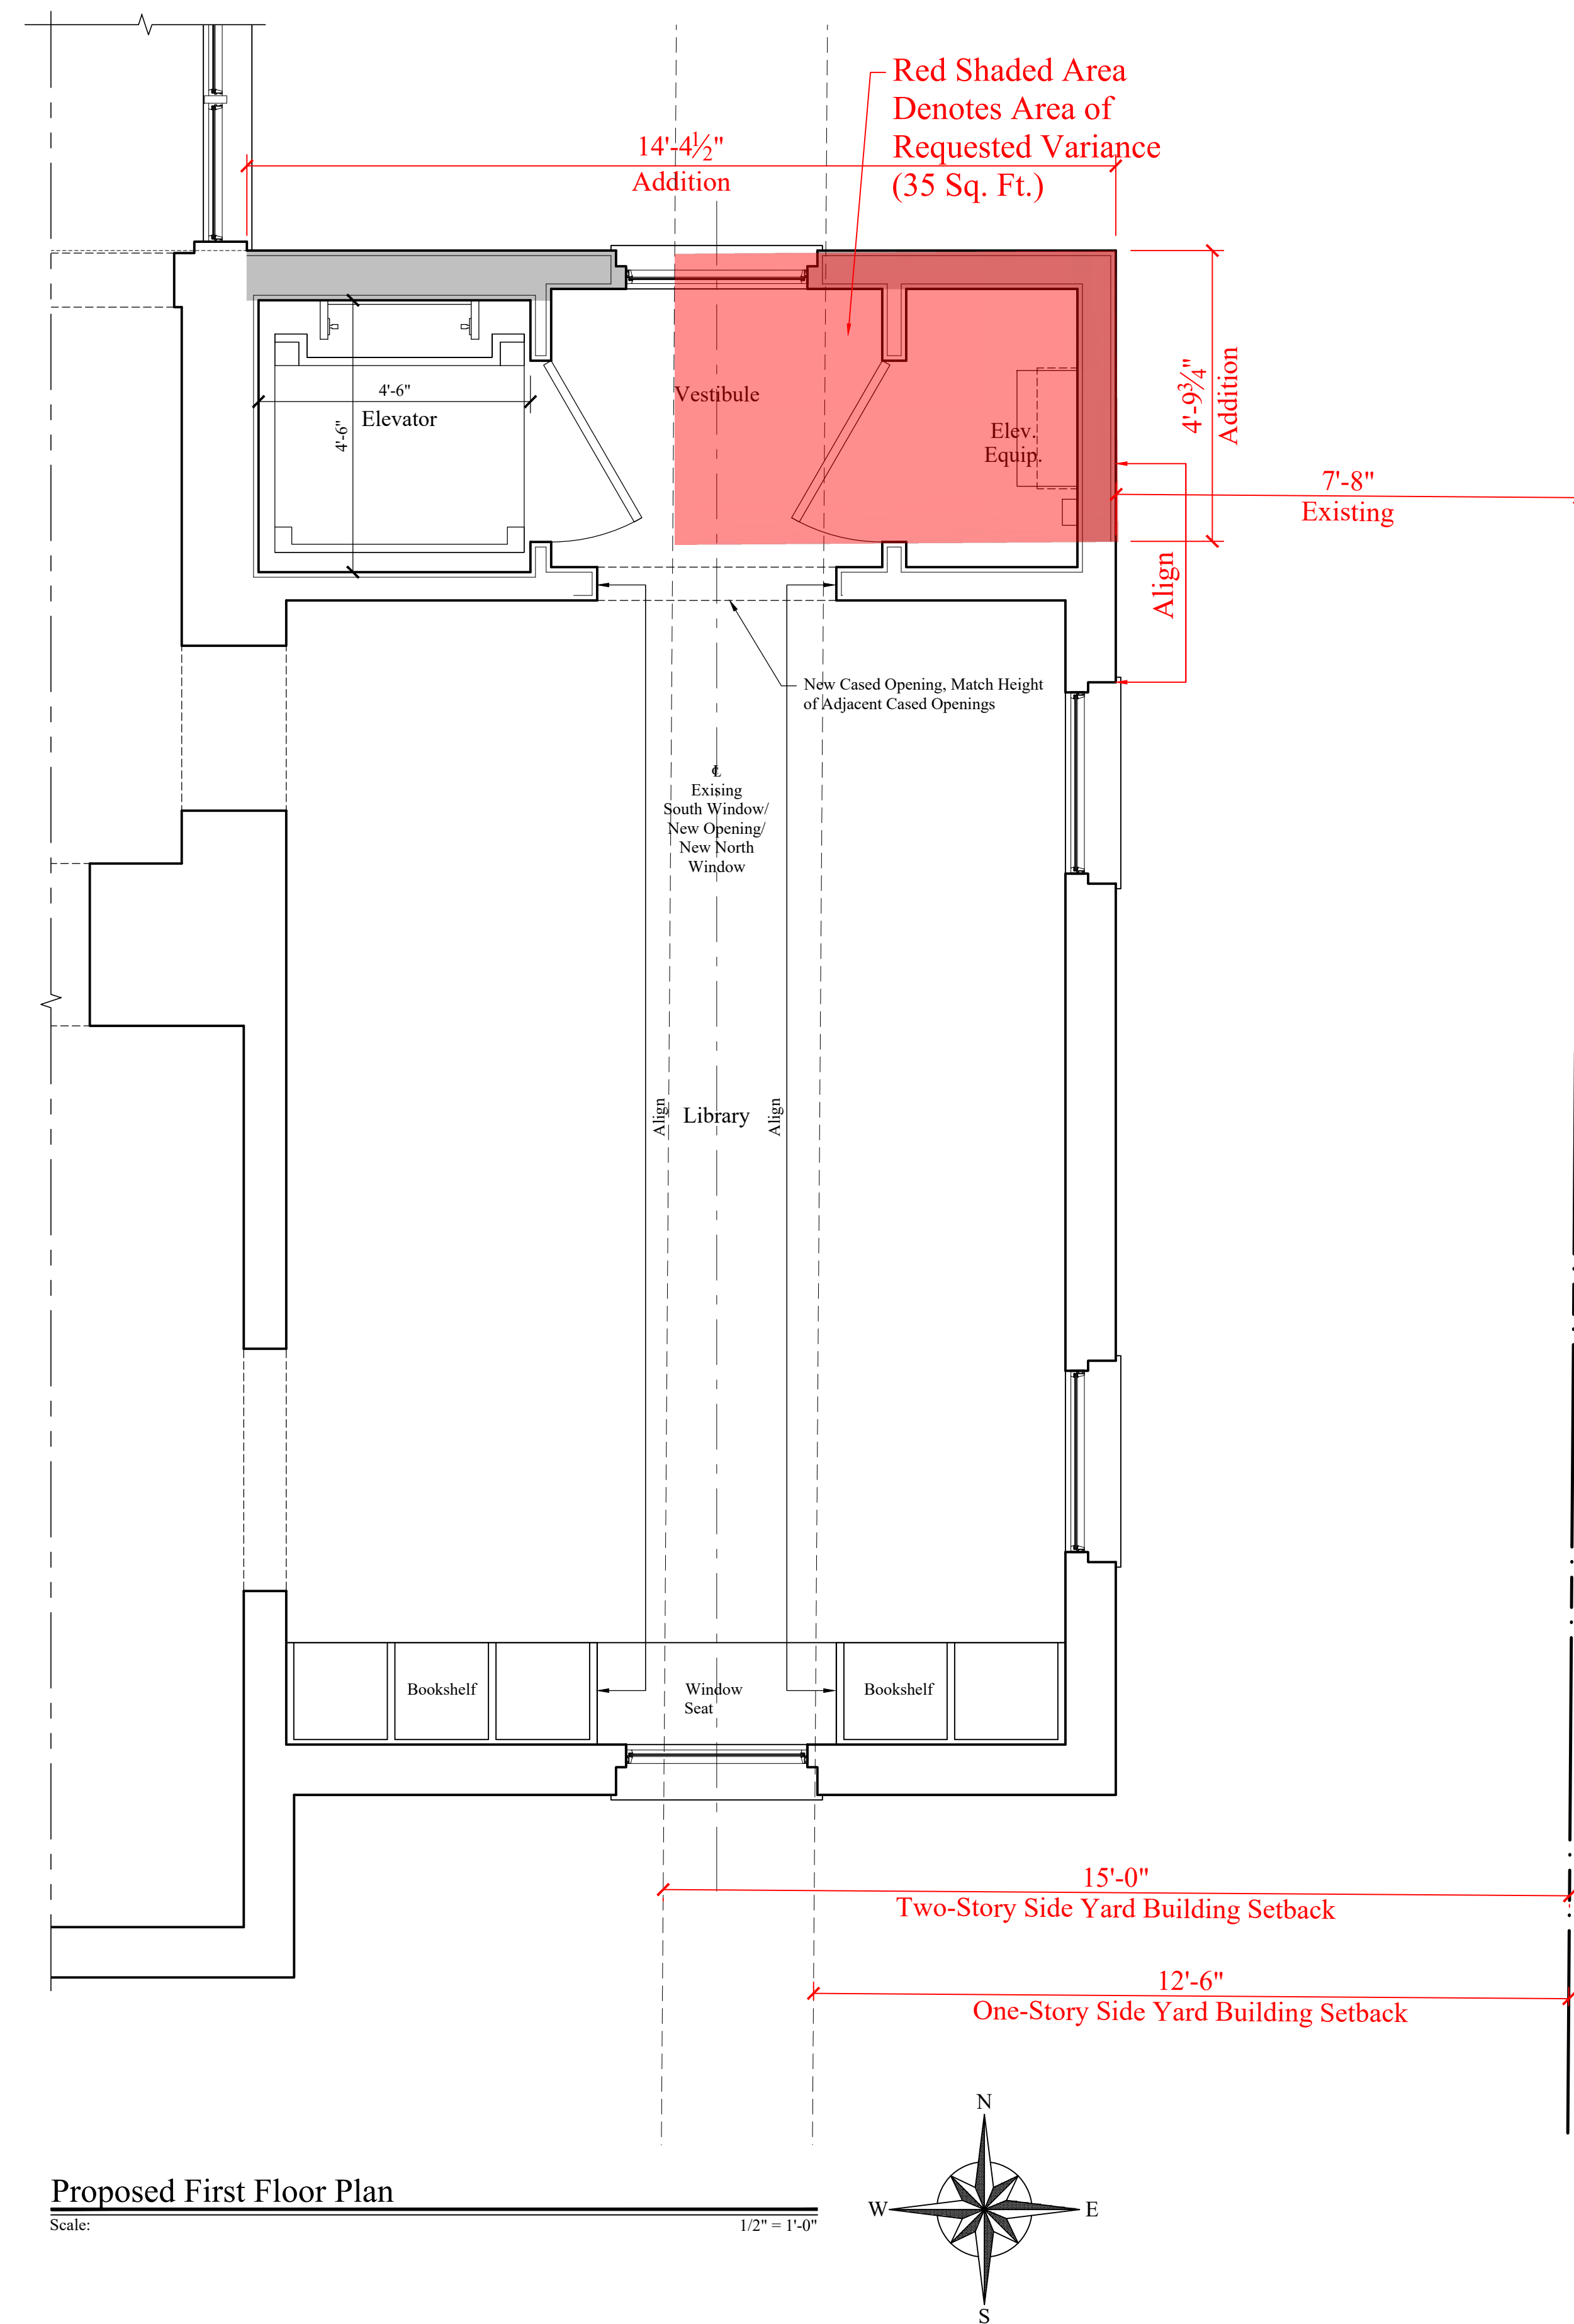 Red Shaded Area
Denotes Area of
Requested Variance
(35 Sq. Ft.)
14'-4½"
Addition
4'-9¾"
Addition
4'-6"
Elevator
4'-6"
Vestibule
Elev.
Equip.
7'-8"
Existing
Align
New Cased Opening, Match Height
of Adjacent Cased Openings
℄
Exising
South Window/
New Opening/
New North
Window
Align
Library
Align
Bookshelf
Window
Seat
Bookshelf
15'-0"
Two-Story Side Yard Building Setback
12'-6"
One-Story Side Yard Building Setback
N
W
E
S
Proposed First Floor Plan
Scale:
1/2" = 1'-0"